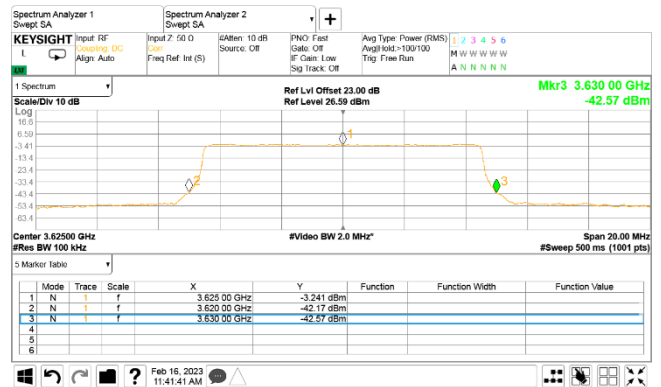 Spectrum Analyzer 1
Swept SA
Spectrum Analyzer 2
Swept SA
KEYSIGHT
Input: RF
Coupling: DC
Align: Auto
Input Z: 50 Ω
Corr
Freq Ref: Int (S)
#Atten: 10 dB
Source: Off
PNO: Fast
Gate: Off
IF Gain: Low
Sig Track: Off
Avg Type: Power (RMS)
Avg|Hold:>100/100
Trig: Free Run
1 2 3 4 5 6
M W W W W W
A N N N N N
L
1 Spectrum
Scale/Div 10 dB
Ref Lvl Offset 23.00 dB
Ref Level 26.59 dBm
Mkr3 3.630 00 GHz
-42.57 dBm
Log
16.6
6.59
-3.41
-13.4
-23.4
-33.4
-43.4
-53.4
-63.4
1
2
3
Center 3.62500 GHz
#Res BW 100 kHz
#Video BW 2.0 MHz*
Span 20.00 MHz
#Sweep 500 ms (1001 pts)
5 Marker Table
Mode Trace Scale X Y Function Function Width Function Value
1 N 1 f 3.625 00 GHz -3.241 dBm
2 N 1 f 3.620 00 GHz -42.17 dBm
3 N 1 f 3.630 00 GHz -42.57 dBm
4
5
6
?
Feb 16, 2023
11:41:41 AM